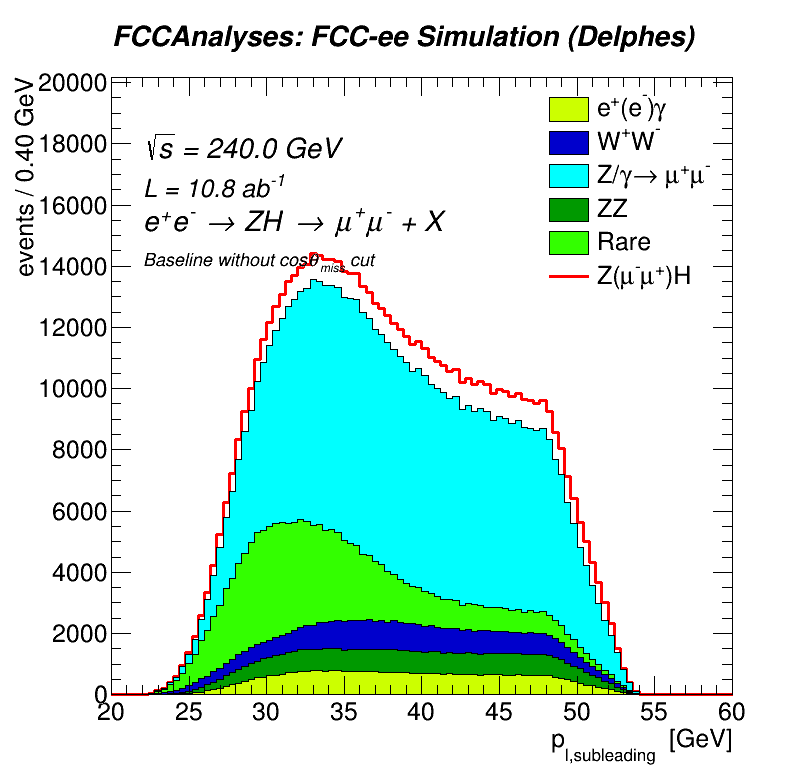 FCCAnalyses: FCC-ee Simulation (Delphes)
events / 0.40 GeV
20000
18000
16000
14000
12000
10000
8000
6000
4000
2000
0
√s = 240.0 GeV
L = 10.8 ab⁻¹
e⁺e⁻ → ZH → μ⁺μ⁻ + X
Baseline without cosθ_miss cut
e⁺(e⁻)γ
W⁺W⁻
Z/γ→ μ⁺μ⁻
ZZ
Rare
Z(μ⁻μ⁺)H
20 25 30 35 40 45 50 55 60
p_l,subleading [GeV]